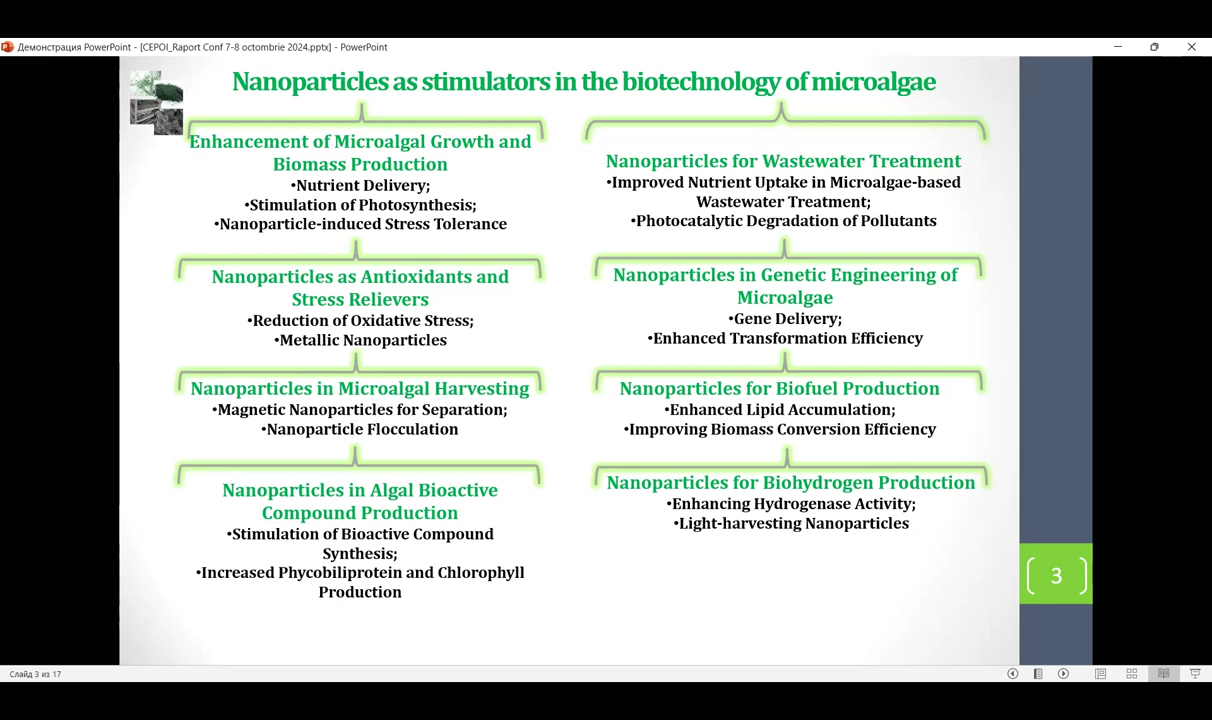 Демонстрация PowerPoint - [CEPOI_Raport Conf 7-8 octombrie 2024.pptx] - PowerPoint
Nanoparticles as stimulators in the biotechnology of microalgae
Enhancement of Microalgal Growth and
Biomass Production
•Nutrient Delivery;
•Stimulation of Photosynthesis;
•Nanoparticle-induced Stress Tolerance
Nanoparticles as Antioxidants and
Stress Relievers
•Reduction of Oxidative Stress;
•Metallic Nanoparticles
Nanoparticles in Microalgal Harvesting
•Magnetic Nanoparticles for Separation;
•Nanoparticle Flocculation
Nanoparticles in Algal Bioactive
Compound Production
•Stimulation of Bioactive Compound
Synthesis;
•Increased Phycobiliprotein and Chlorophyll
Production
Nanoparticles for Wastewater Treatment
•Improved Nutrient Uptake in Microalgae-based
Wastewater Treatment;
•Photocatalytic Degradation of Pollutants
Nanoparticles in Genetic Engineering of
Microalgae
•Gene Delivery;
•Enhanced Transformation Efficiency
Nanoparticles for Biofuel Production
•Enhanced Lipid Accumulation;
•Improving Biomass Conversion Efficiency
Nanoparticles for Biohydrogen Production
•Enhancing Hydrogenase Activity;
•Light-harvesting Nanoparticles
3
Слайд 3 из 17